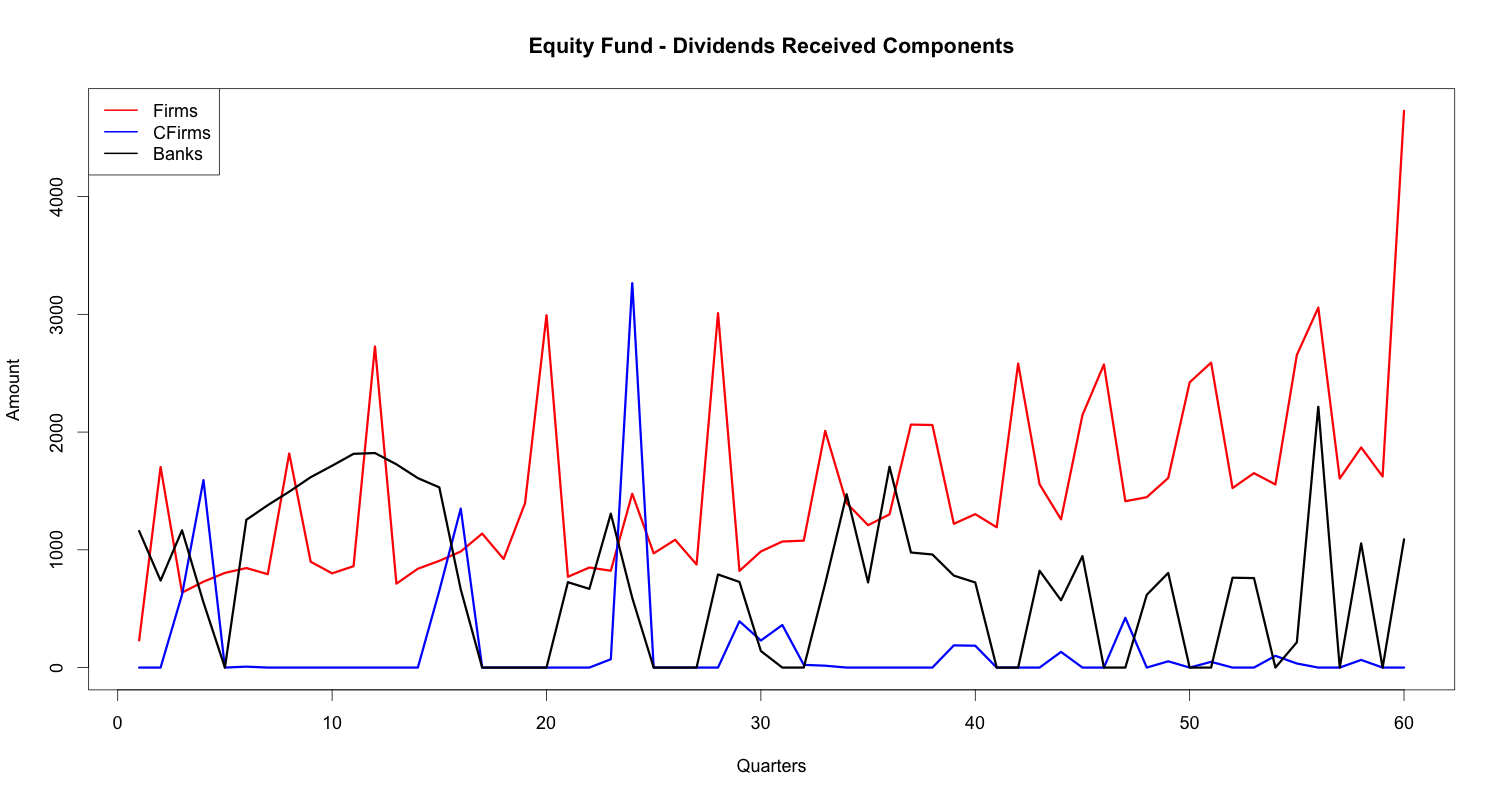 Equity Fund - Dividends Received Components
Firms
CFirms
Banks
Amount
4000
3000
2000
1000
0
0 10 20 30 40 50 60
Quarters